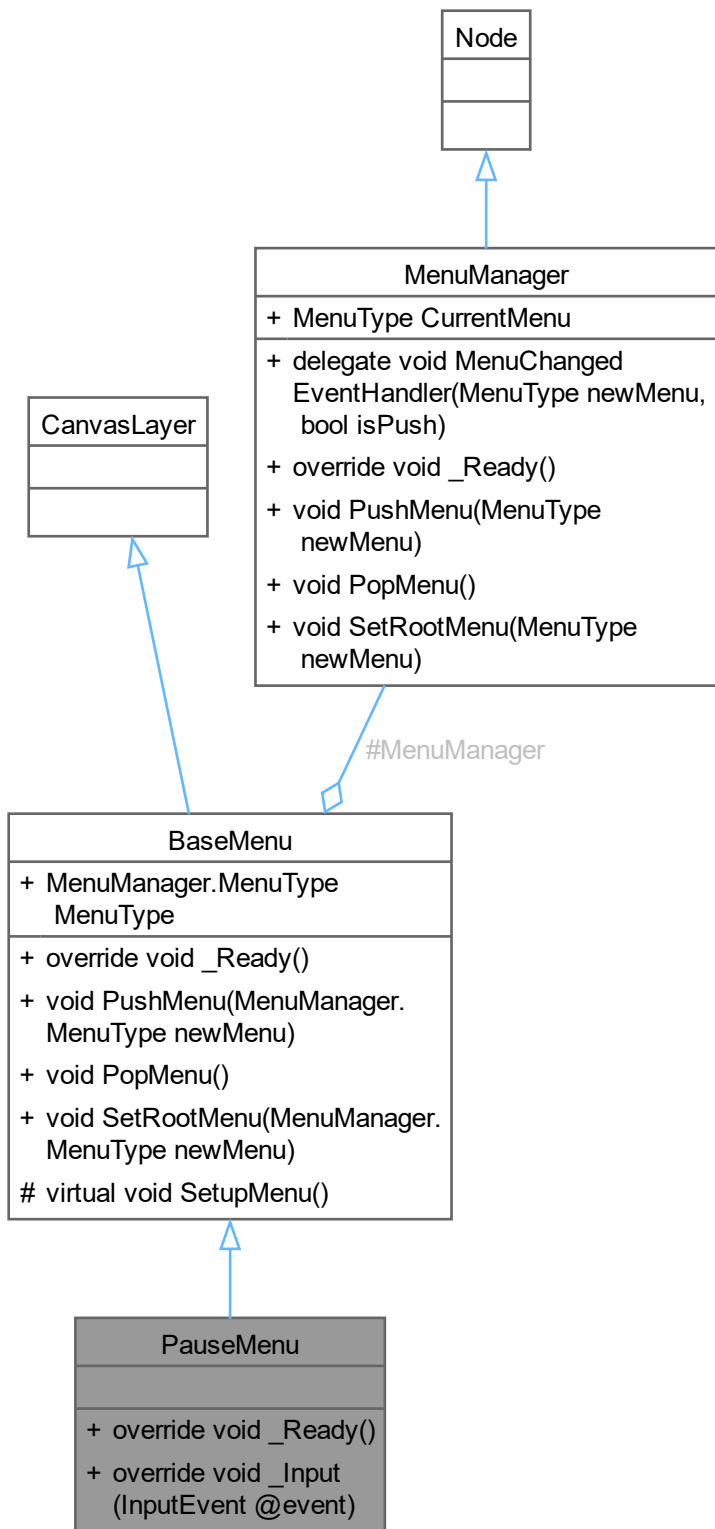 Node
MenuManager
+ MenuType CurrentMenu
+ delegate void MenuChanged
EventHandler(MenuType newMenu,
bool isPush)
+ override void _Ready()
+ void PushMenu(MenuType
newMenu)
+ void PopMenu()
+ void SetRootMenu(MenuType
newMenu)
CanvasLayer
#MenuManager
BaseMenu
+ MenuManager.MenuType
MenuType
+ override void _Ready()
+ void PushMenu(MenuManager.
MenuType newMenu)
+ void PopMenu()
+ void SetRootMenu(MenuManager.
MenuType newMenu)
# virtual void SetupMenu()
PauseMenu
+ override void _Ready()
+ override void _Input
(InputEvent @event)